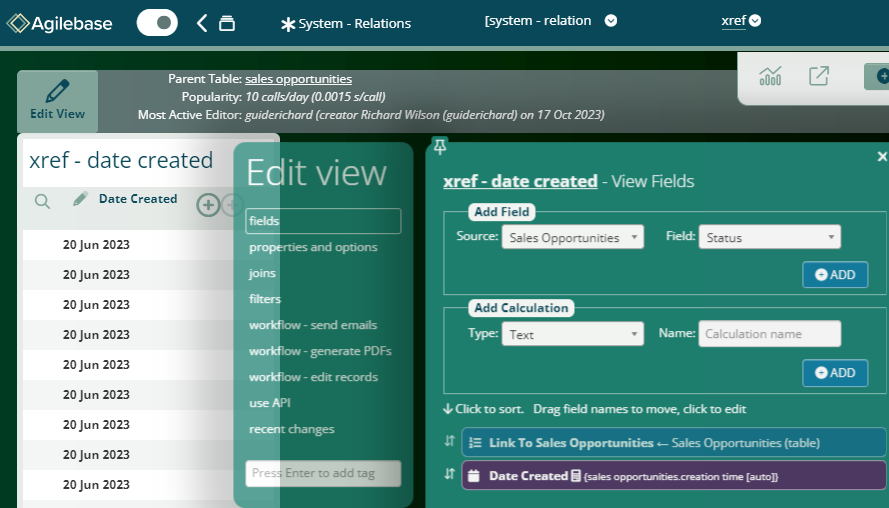 Agilebase
System - Relations
[system - relation
xref
Edit View
Parent Table: sales opportunities
Popularity: 10 calls/day (0.0015 s/call)
Most Active Editor: guiderichard (creator Richard Wilson (guiderichard) on 17 Oct 2023)
xref - date created
Date Created
20 Jun 2023
20 Jun 2023
20 Jun 2023
20 Jun 2023
20 Jun 2023
20 Jun 2023
20 Jun 2023
20 Jun 2023
20 Jun 2023
Edit view
fields
properties and options
joins
filters
workflow - send emails
workflow - generate PDFs
workflow - edit records
use API
recent changes
Press Enter to add tag
xref - date created - View Fields
Add Field
Source: Sales Opportunities Field: Status
ADD
Add Calculation
Type: Text Name: Calculation name
ADD
↓ Click to sort. Drag field names to move, click to edit
Link To Sales Opportunities ← Sales Opportunities (table)
Date Created {sales opportunities.creation time [auto]}